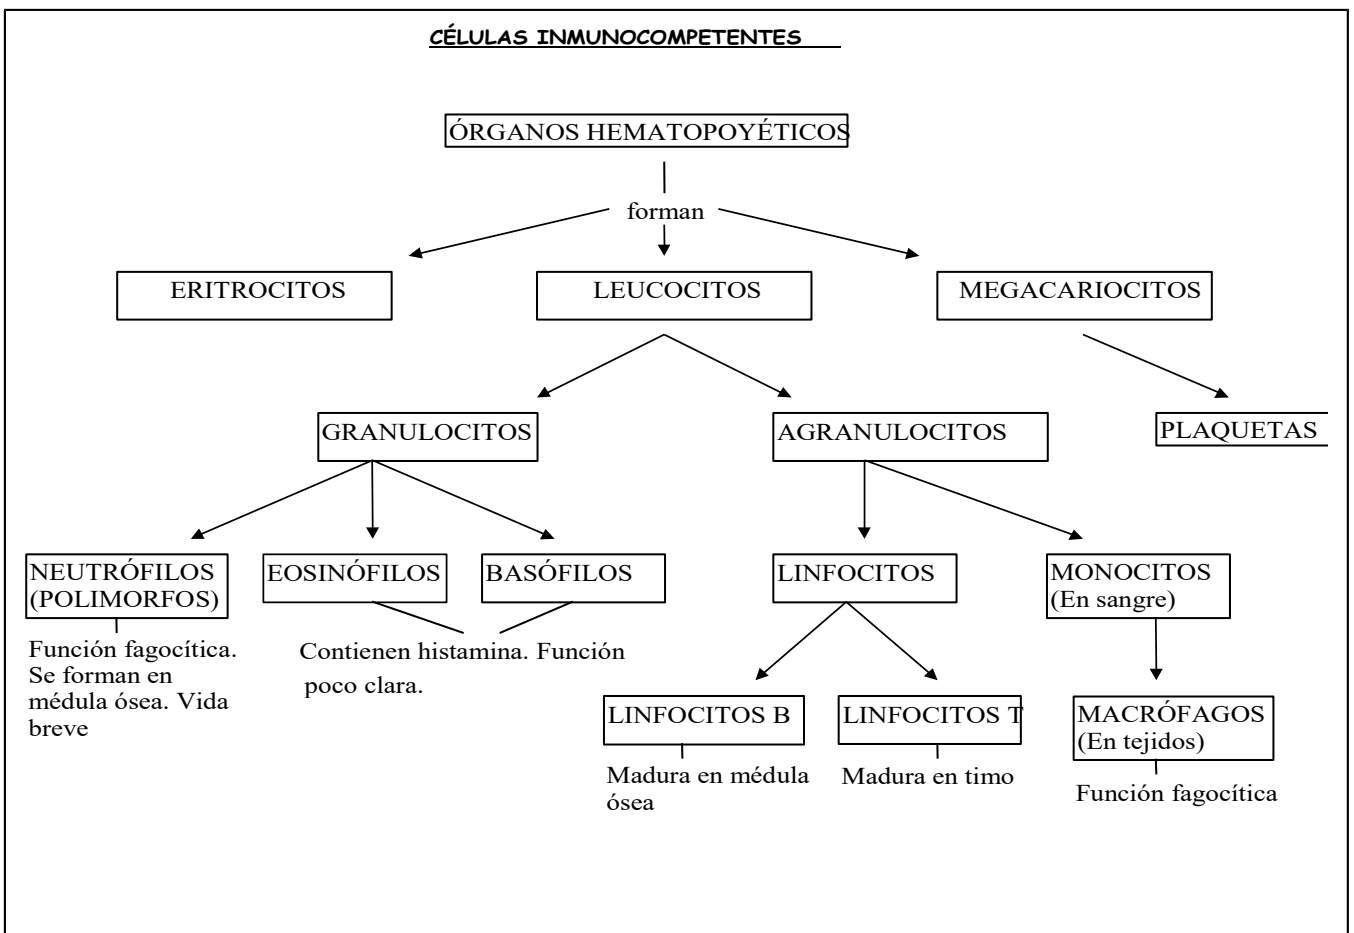 CÉLULAS INMUNOCOMPETENTES
ÓRGANOS HEMATOPOYÉTICOS
forman
ERITROCITOS
LEUCOCITOS
MEGACARIOCITOS
GRANULOCITOS
AGRANULOCITOS
PLAQUETAS
NEUTRÓFILOS
(POLIMORFOS)
EOSINÓFILOS
BASÓFILOS
LINFOCITOS
MONOCITOS
(En sangre)
Función fagocítica.
Se forman en
médula ósea. Vida
breve
Contienen histamina. Función
poco clara.
LINFOCITOS B
LINFOCITOS T
MACRÓFAGOS
(En tejidos)
Madura en médula
ósea
Madura en timo
Función fagocítica